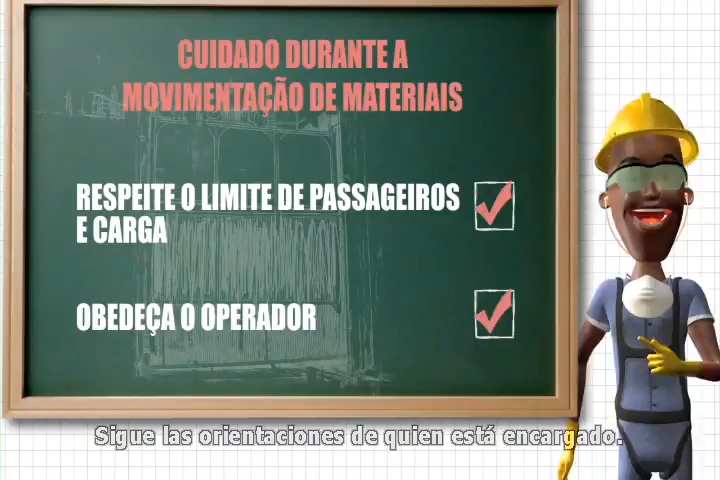 CUIDADO DURANTE A
MOVIMENTAÇÃO DE MATERIAIS
RESPEITE O LIMITE DE PASSAGEIROS
E CARGA
OBEDEÇA O OPERADOR
Sigue las orientaciones de quien está encargado.